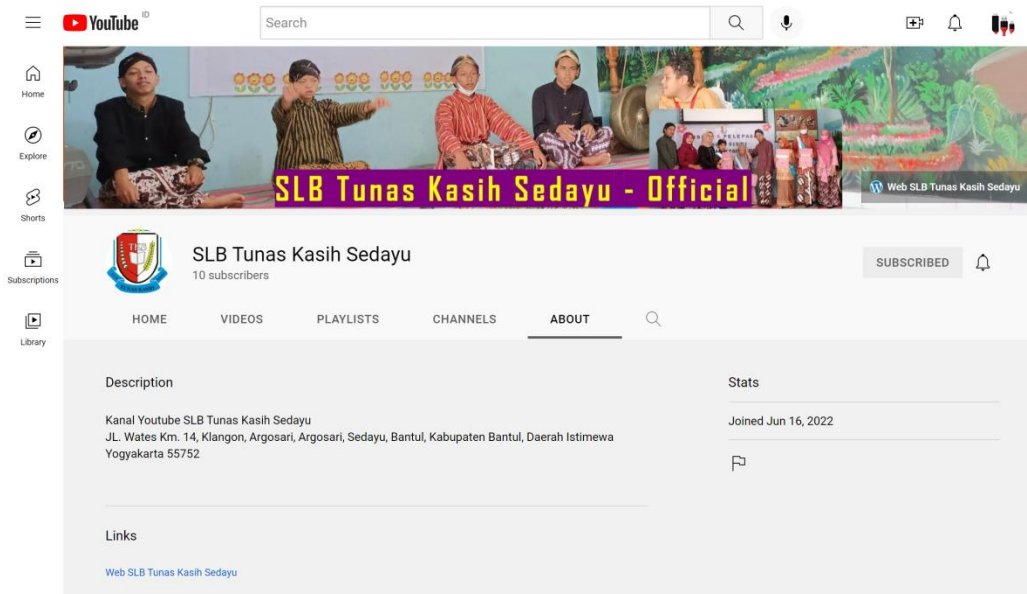 YouTube ID
Search
Home
Explore
Shorts
Subscriptions
Library
SLB Tunas Kasih Sedayu - Official
Web SLB Tunas Kasih Sedayu
SLB Tunas Kasih Sedayu
10 subscribers
SUBSCRIBED
HOME VIDEOS PLAYLISTS CHANNELS ABOUT
Description
Kanal Youtube SLB Tunas Kasih Sedayu
JL. Wates Km. 14, Klangon, Argosari, Argosari, Sedayu, Bantul, Kabupaten Bantul, Daerah Istimewa
Yogyakarta 55752
Stats
Joined Jun 16, 2022
Links
Web SLB Tunas Kasih Sedayu